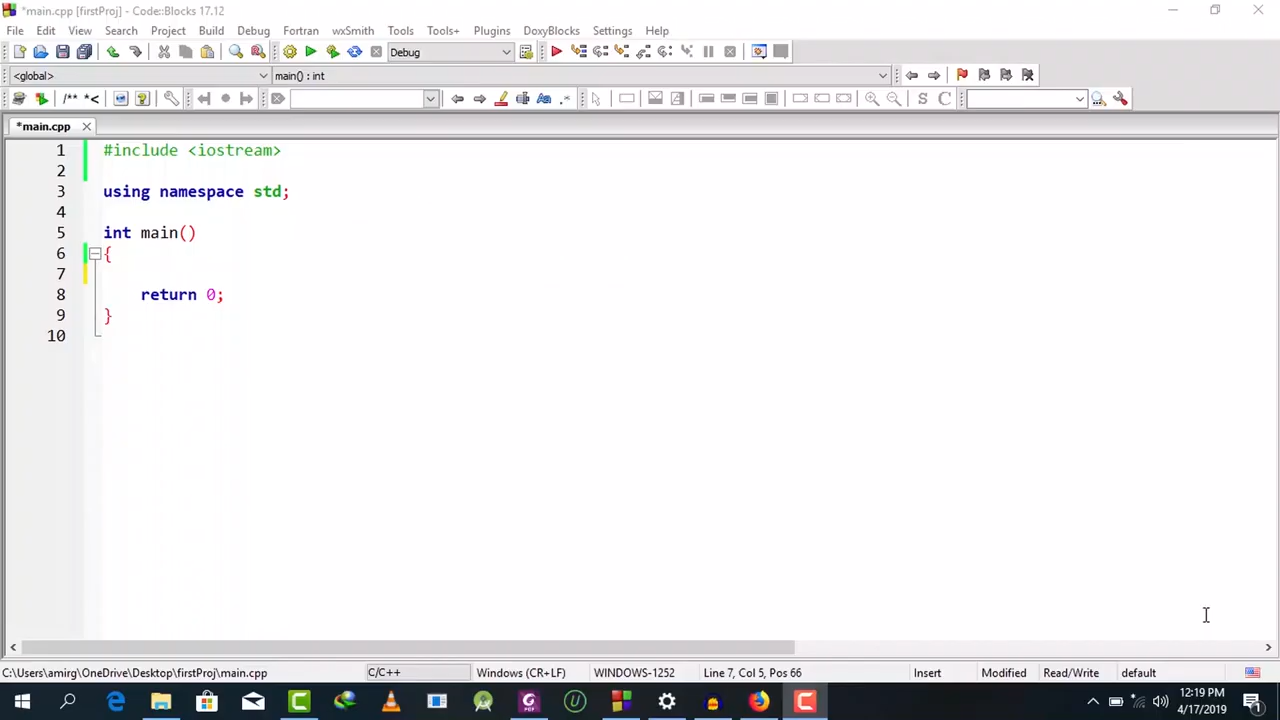 *main.cpp [firstProj] - Code::Blocks 17.12
File Edit View Search Project Build Debug Fortran wxSmith Tools Tools+ Plugins DoxyBlocks Settings Help
Debug
<global> main() : int
/** *<
S C
*main.cpp
1 #include <iostream>
2
3 using namespace std;
4
5 int main()
6 {
7
8 return 0;
9 }
10
C:\Users\amirg\OneDrive\Desktop\firstProj\main.cpp C/C++ Windows (CR+LF) WINDOWS-1252 Line 7, Col 5, Pos 66 Insert Modified Read/Write default
12:19 PM
4/17/2019